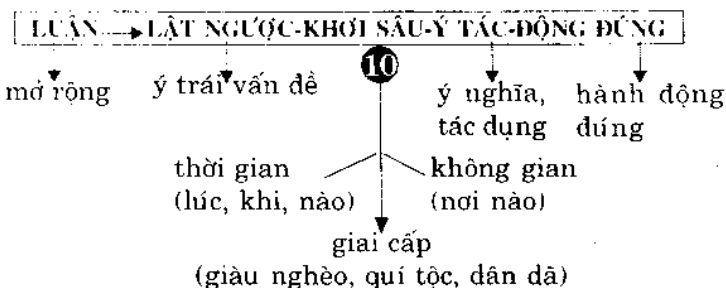 LUẬN → LẬT NGƯỢC-KHƠI SÂU-Ý TÁC-ĐỘNG ĐÚNG
10
mở rộng ý trái vấn đề ý nghĩa, hành động
tác dụng đúng
thời gian không gian
(lúc, khi, nào) (nơi nào)
giai cấp
(giàu nghèo, quí tộc, dân dã)